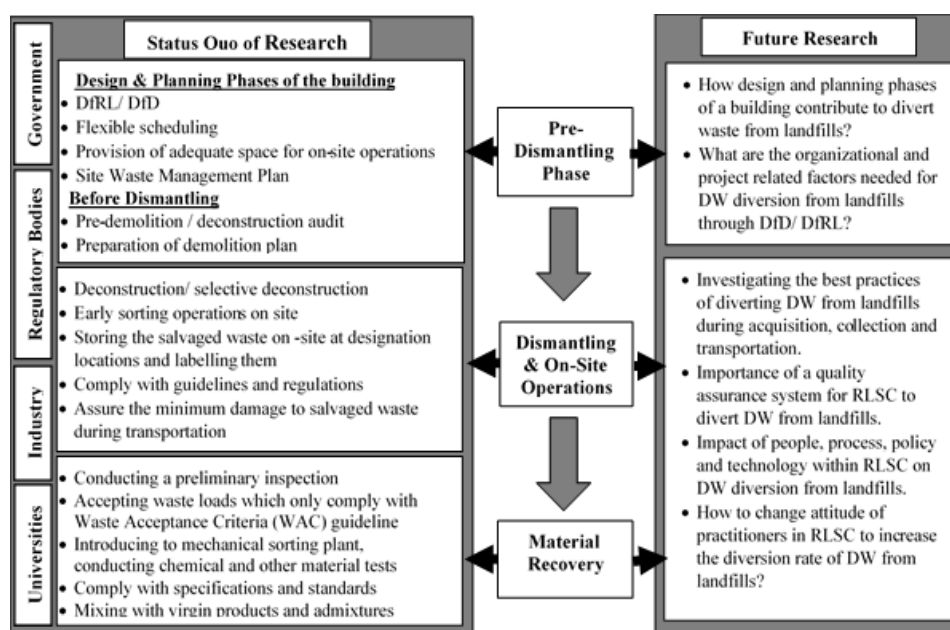 Government
Regulatory Bodies
Industry
Universities
Status Ouo of Research
Design & Planning Phases of the building
• DfRL/ DfD
• Flexible scheduling
• Provision of adequate space for on-site operations
• Site Waste Management Plan
Before Dismantling
• Pre-demolition / deconstruction audit
• Preparation of demolition plan
• Deconstruction/ selective deconstruction
• Early sorting operations on site
• Storing the salvaged waste on -site at designation
locations and labelling them
• Comply with guidelines and regulations
• Assure the minimum damage to salvaged waste
during transportation
• Conducting a preliminary inspection
• Accepting waste loads which only comply with
Waste Acceptance Criteria (WAC) guideline
• Introducing to mechanical sorting plant,
conducting chemical and other material tests
• Comply with specifications and standards
• Mixing with virgin products and admixtures
Pre-
Dismantling
Phase
Dismantling
& On-Site
Operations
Material
Recovery
Future Research
• How design and planning phases
of a building contribute to divert
waste from landfills?
• What are the organizational and
project related factors needed for
DW diversion from landfills
through DfD/ DfRL?
• Investigating the best practices
of diverting DW from landfills
during acquisition, collection and
transportation.
• Importance of a quality
assurance system for RLSC to
divert DW from landfills.
• Impact of people, process, policy
and technology within RLSC on
DW diversion from landfills.
• How to change attitude of
practitioners in RLSC to increase
the diversion rate of DW from
landfills?